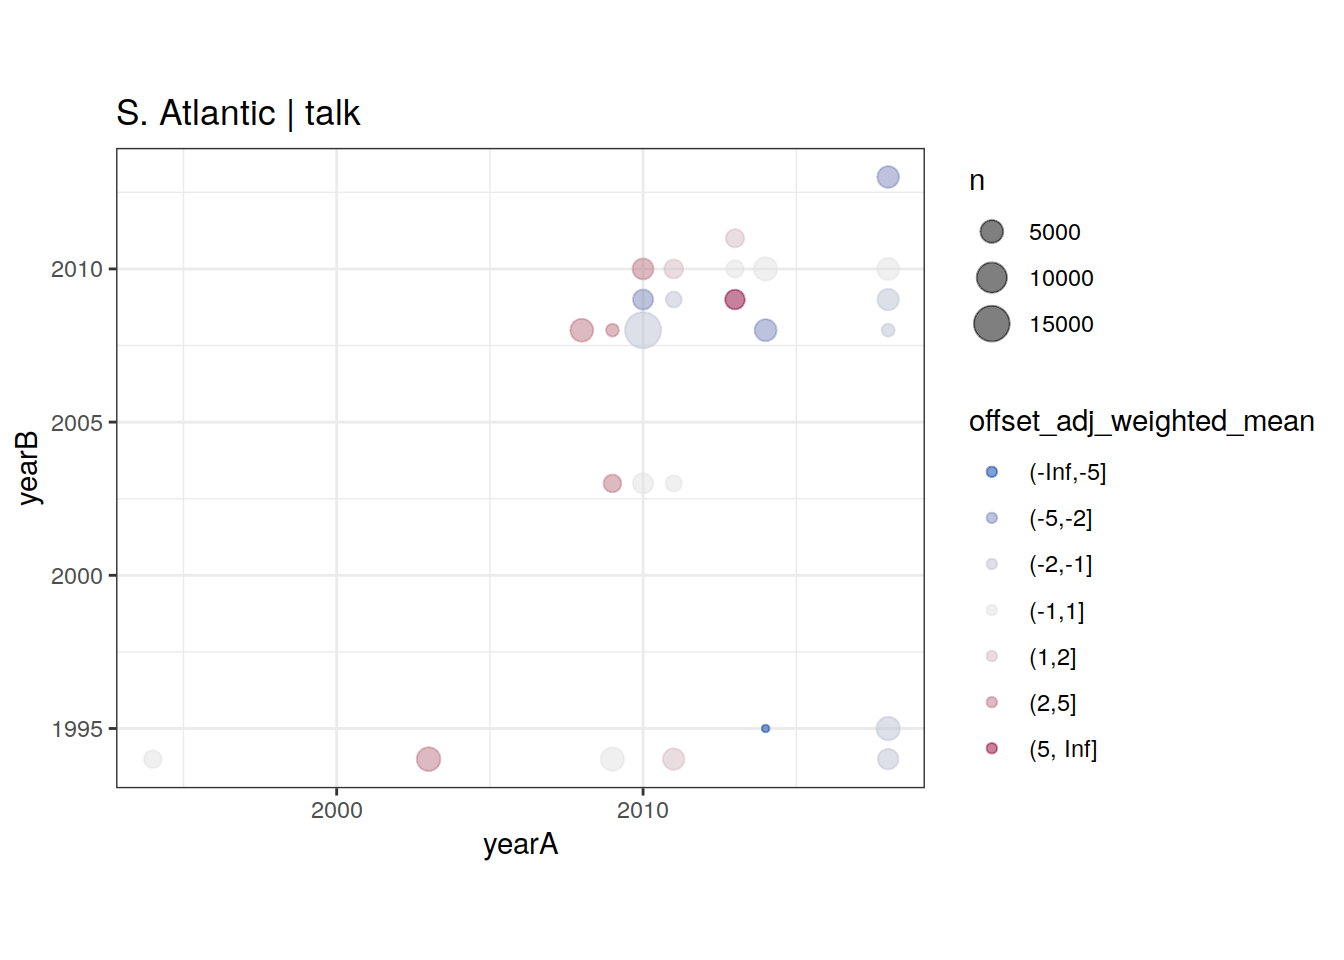 S. Atlantic | talk
n
5000
10000
15000
offset_adj_weighted_mean
(-Inf,-5]
(-5,-2]
(-2,-1]
(-1,1]
(1,2]
(2,5]
(5, Inf]
yearB
2010
2005
2000
1995
2000
2010
yearA